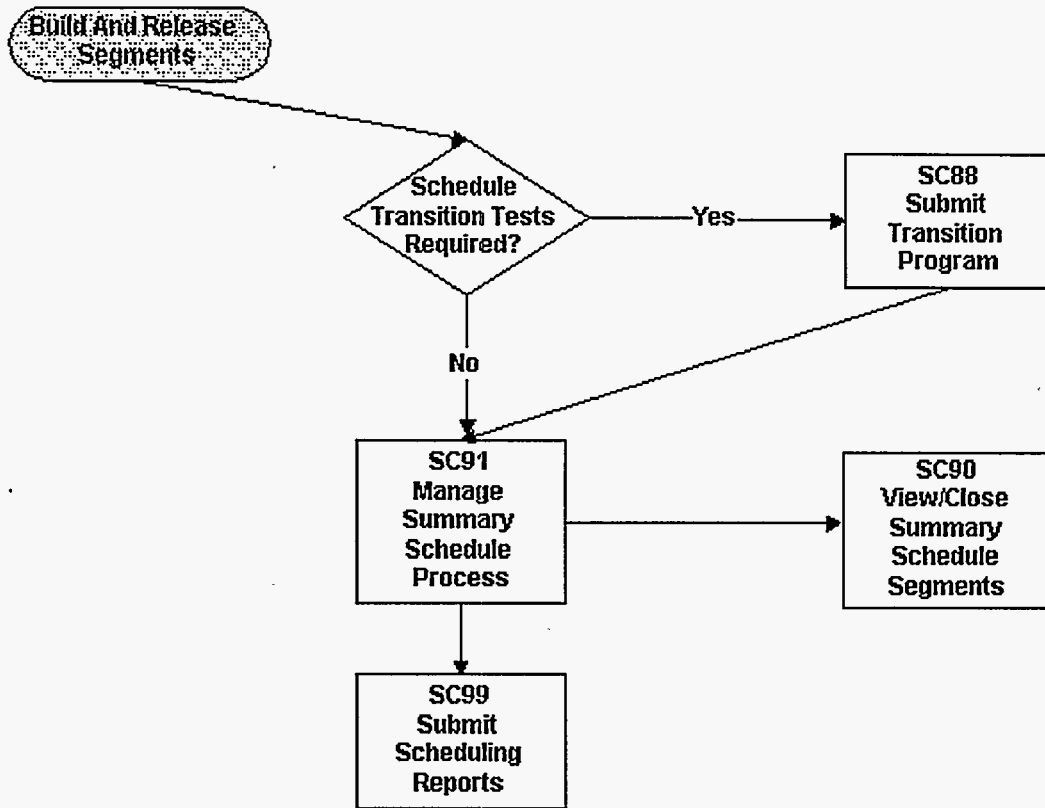 Build And Release
Segments
Schedule
Transition Tests
Required?
Yes
SC88
Submit
Transition
Program
No
SC91
Manage
Summary
Schedule
Process
SC90
View/Close
Summary
Schedule
Segments
SC99
Submit
Scheduling
Reports